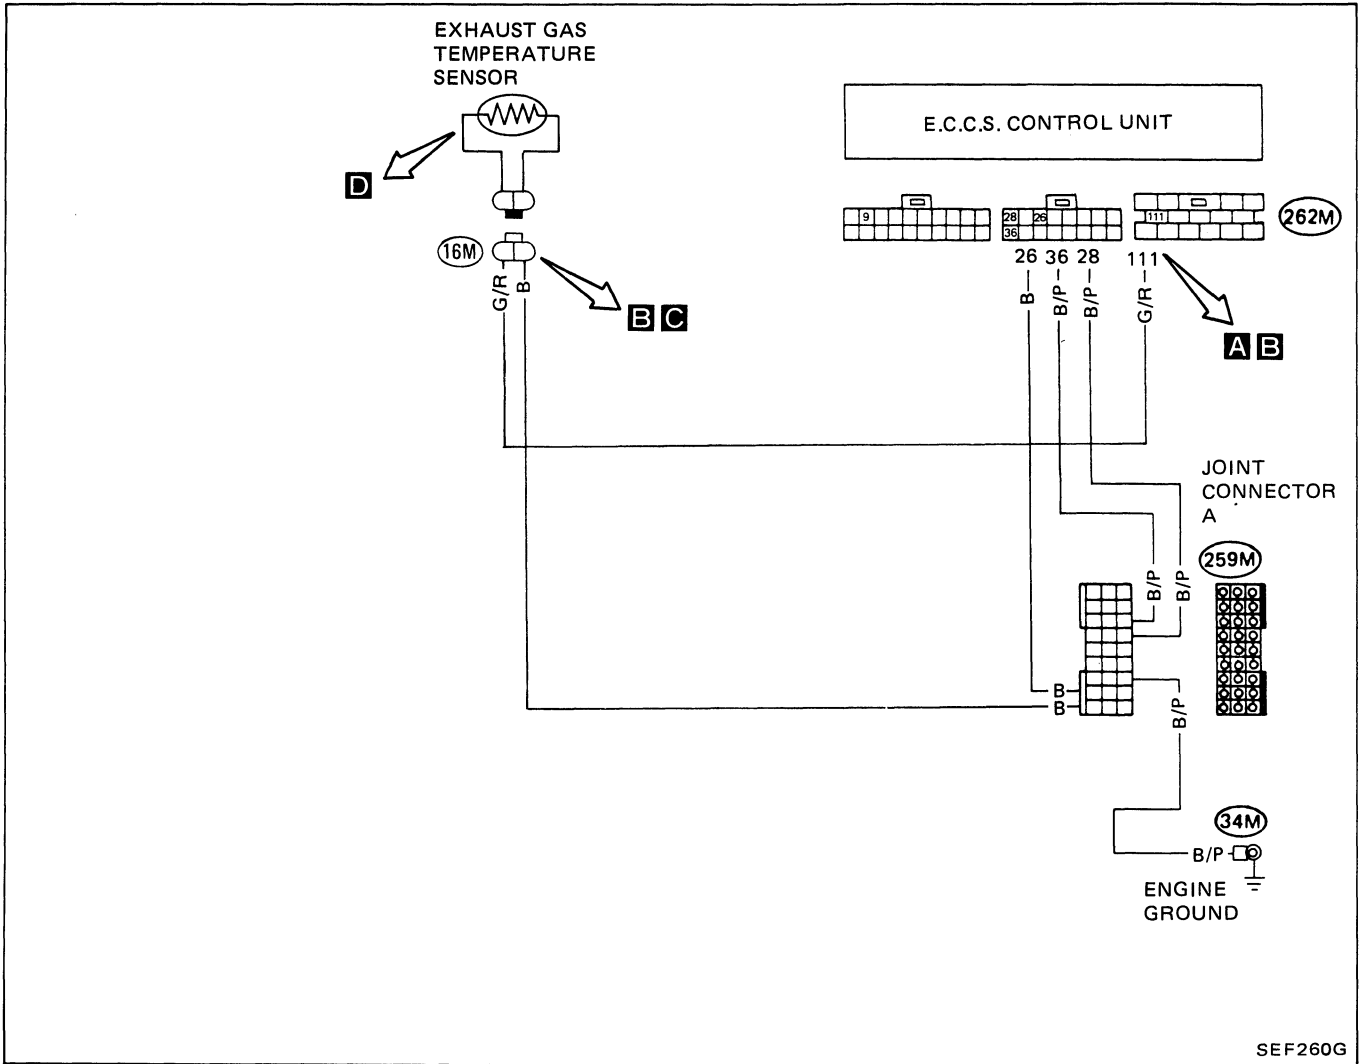 EXHAUST GAS
TEMPERATURE
SENSOR
E.C.C.S. CONTROL UNIT
D
9
28
26
36
111
262M
16M
26
36
28
111
G/R
B
B
B/P
B/P
G/R
B C
A B
JOINT
CONNECTOR
A
259M
B/P
B/P
B
B
B/P
34M
B/P
ENGINE
GROUND
SEF260G